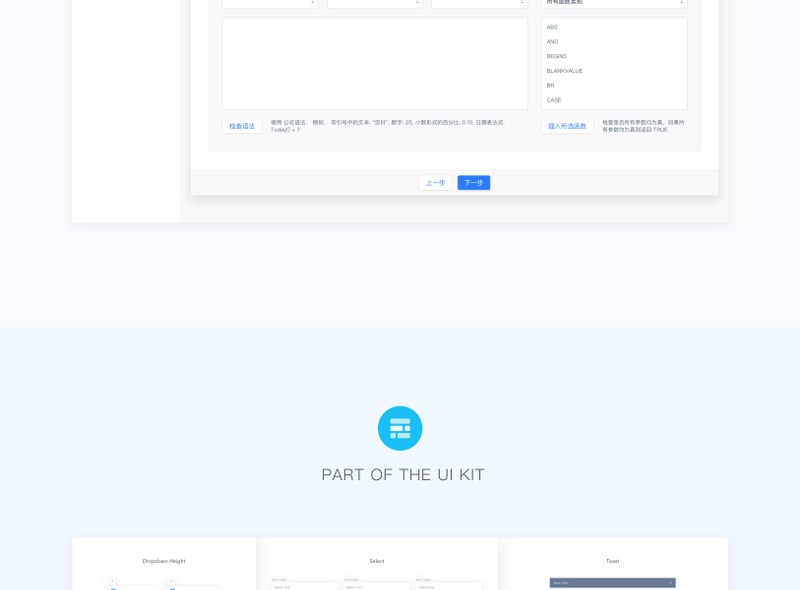 所有函数类别
ABS
AND
BEGINS
BLANKVALLIE
BR
CASE
检查语法
使用 公式语法: 例如, 双引号中的文本: "您好", 数字: 25, 小数形式的百分比: 0.10, 日期表达式:
Today() + 7
插入所选函数
检查是否所有参数均为真, 如果所
有参数均为真则返回 TRUE
上一步
下一步
PART OF THE UI KIT
Dropdown Height
Select
Toast